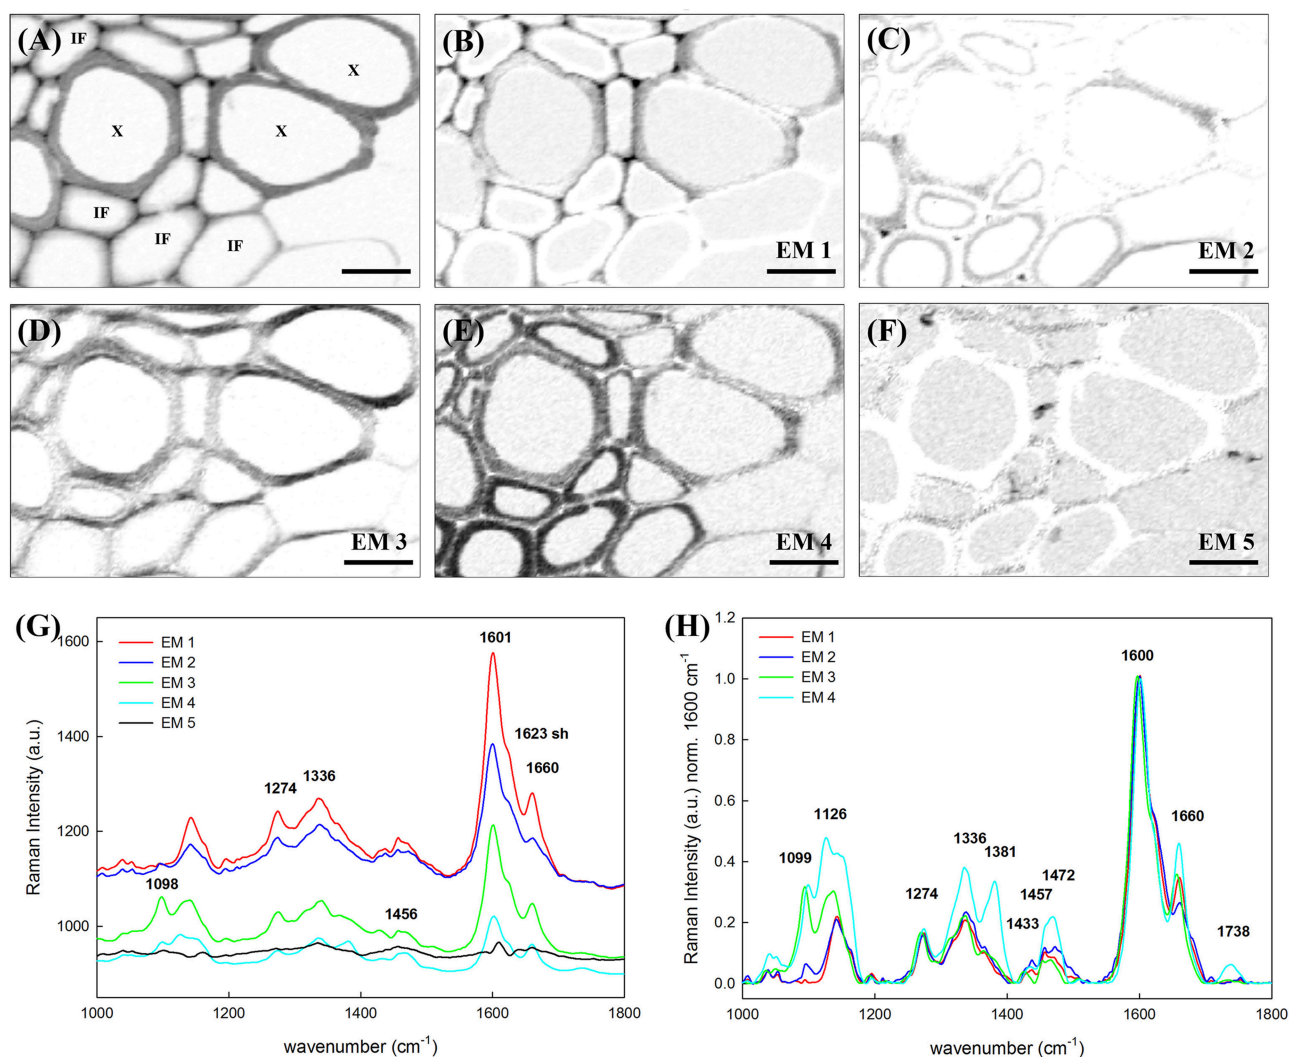 (A)
IF
X
X
X
IF
IF
IF
(B)
EM 1
(C)
EM 2
(D)
EM 3
(E)
EM 4
(F)
EM 5
(G)
1600
1400
1200
1000
Raman Intensity (a.u.)
EM 1
EM 2
EM 3
EM 4
EM 5
1098
1274
1336
1456
1601
1623 sh
1660
1000 1200 1400 1600 1800
wavenumber (cm-1)
(H)
1.2
1.0
0.8
0.6
0.4
0.2
0.0
Raman Intensity (a.u.) norm. 1600 cm-1
EM 1
EM 2
EM 3
EM 4
1099
1126
1274
1336
1381
1433
1457
1472
1600
1660
1738
1000 1200 1400 1600 1800
wavenumber (cm-1)